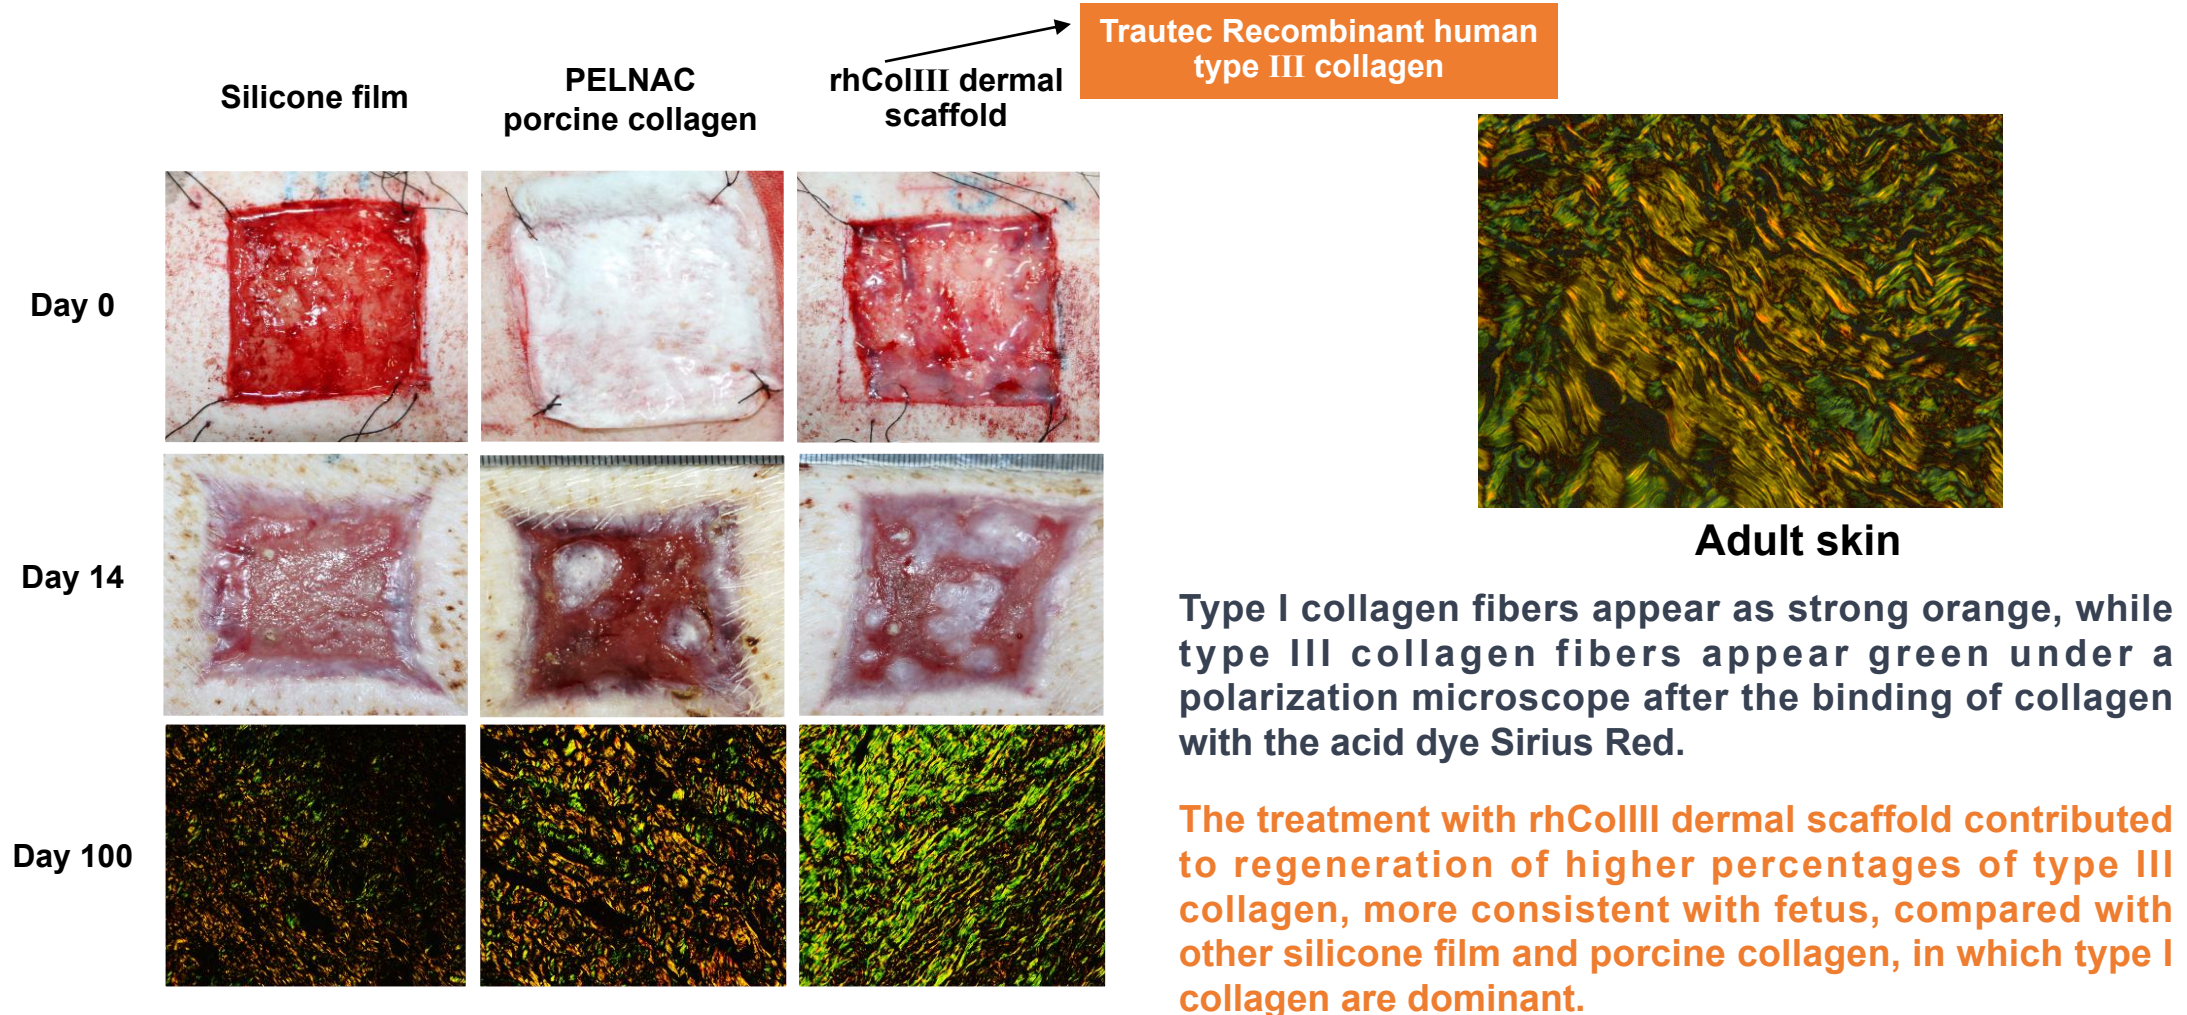 Trautec Recombinant human
type III collagen
Silicone film
PELNAC
porcine collagen
rhColIII dermal
scaffold
Day 0
Day 14
Day 100
Adult skin
Type I collagen fibers appear as strong orange, while
type III collagen fibers appear green under a
polarization microscope after the binding of collagen
with the acid dye Sirius Red.
The treatment with rhColIII dermal scaffold contributed
to regeneration of higher percentages of type III
collagen, more consistent with fetus, compared with
other silicone film and porcine collagen, in which type I
collagen are dominant.